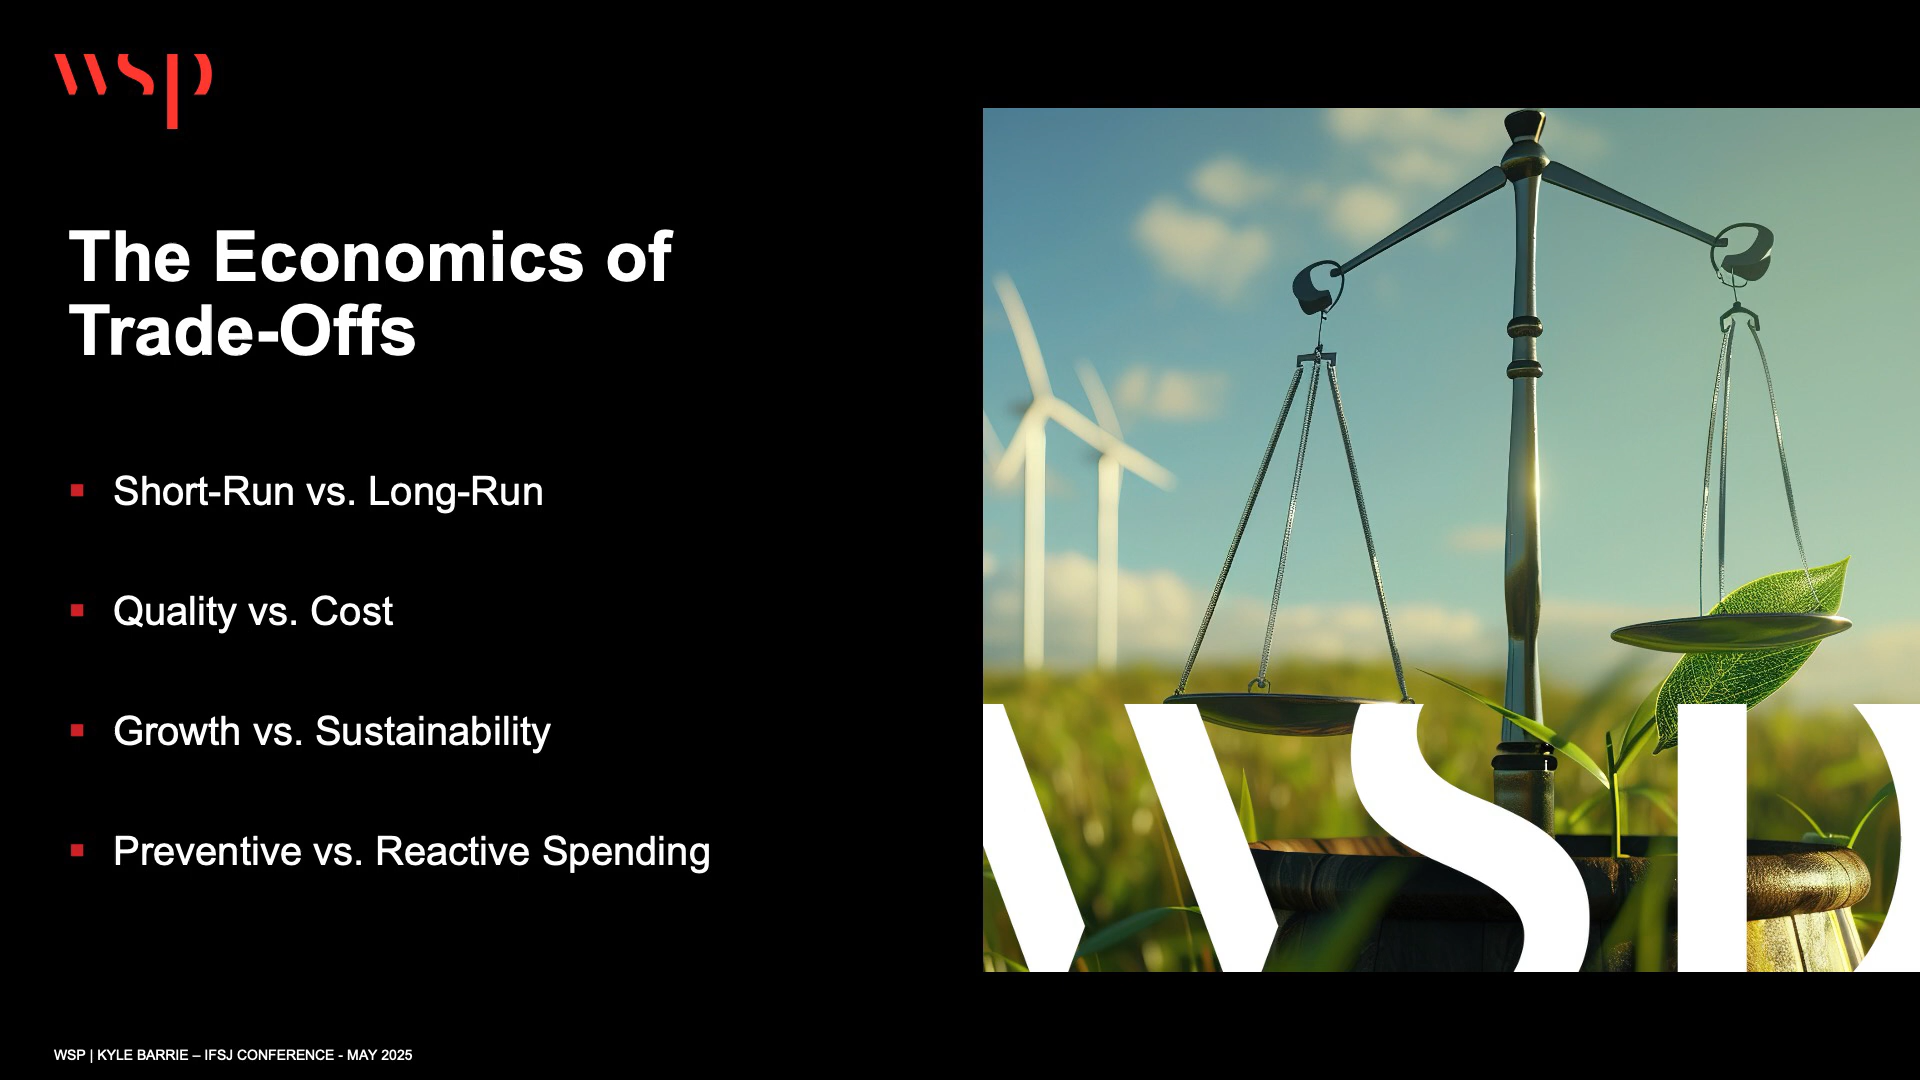 wsp
The Economics of
Trade-Offs
▪ Short-Run vs. Long-Run
▪ Quality vs. Cost
▪ Growth vs. Sustainability
▪ Preventive vs. Reactive Spending
wsp
WSP | KYLE BARRIE – IFSJ CONFERENCE - MAY 2025